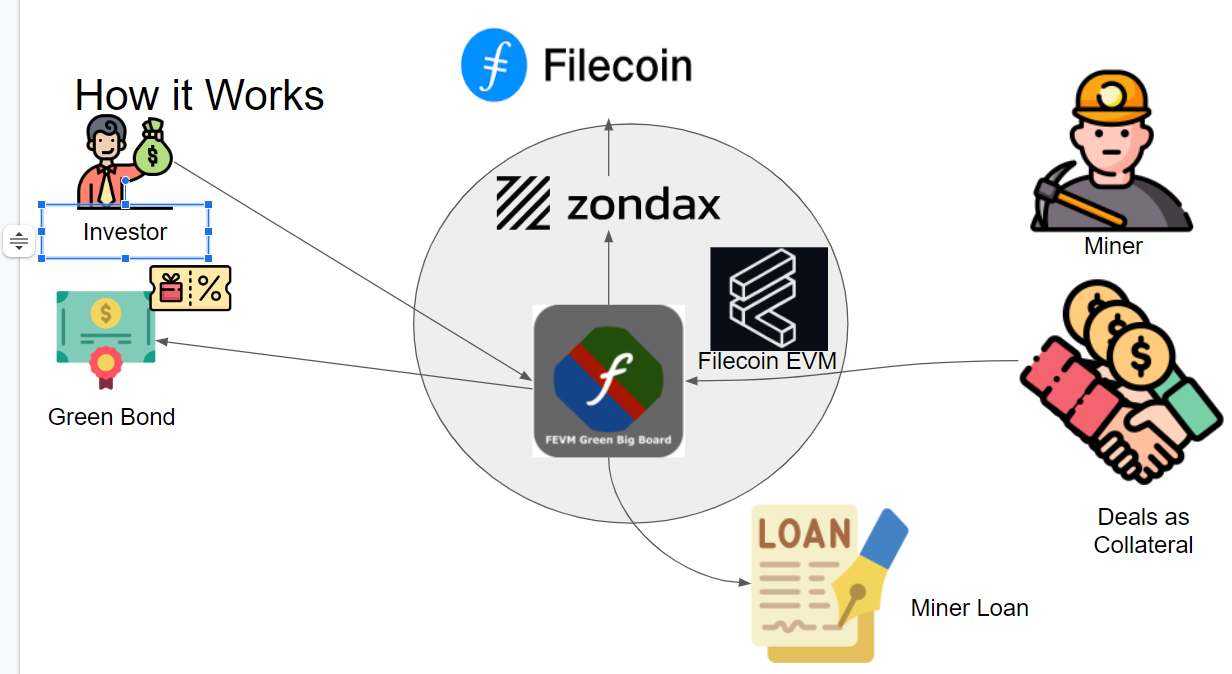 Filecoin
How it Works
$
zondax
Investor
Miner
%
$
Filecoin EVM
$
f
FEVM Green Big Board
Green Bond
Deals as
Collateral
LOAN
Miner Loan